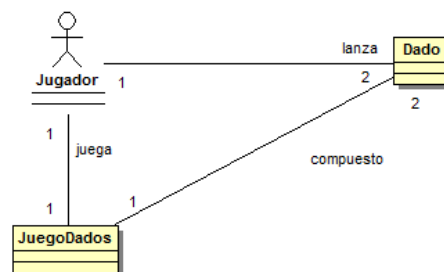 lanza
Dado
Jugador
1
2
2
1
juega
compuesto
1
1
JuegoDados